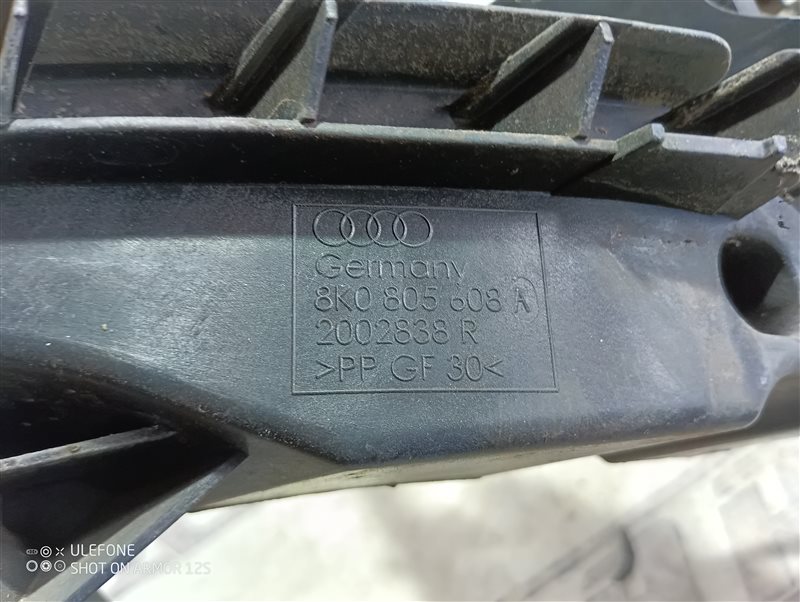 Germany
8K0 805 608 A
2002838 R
>PP GF 30<
ULEFONE
SHOT ON ARMOR 12S